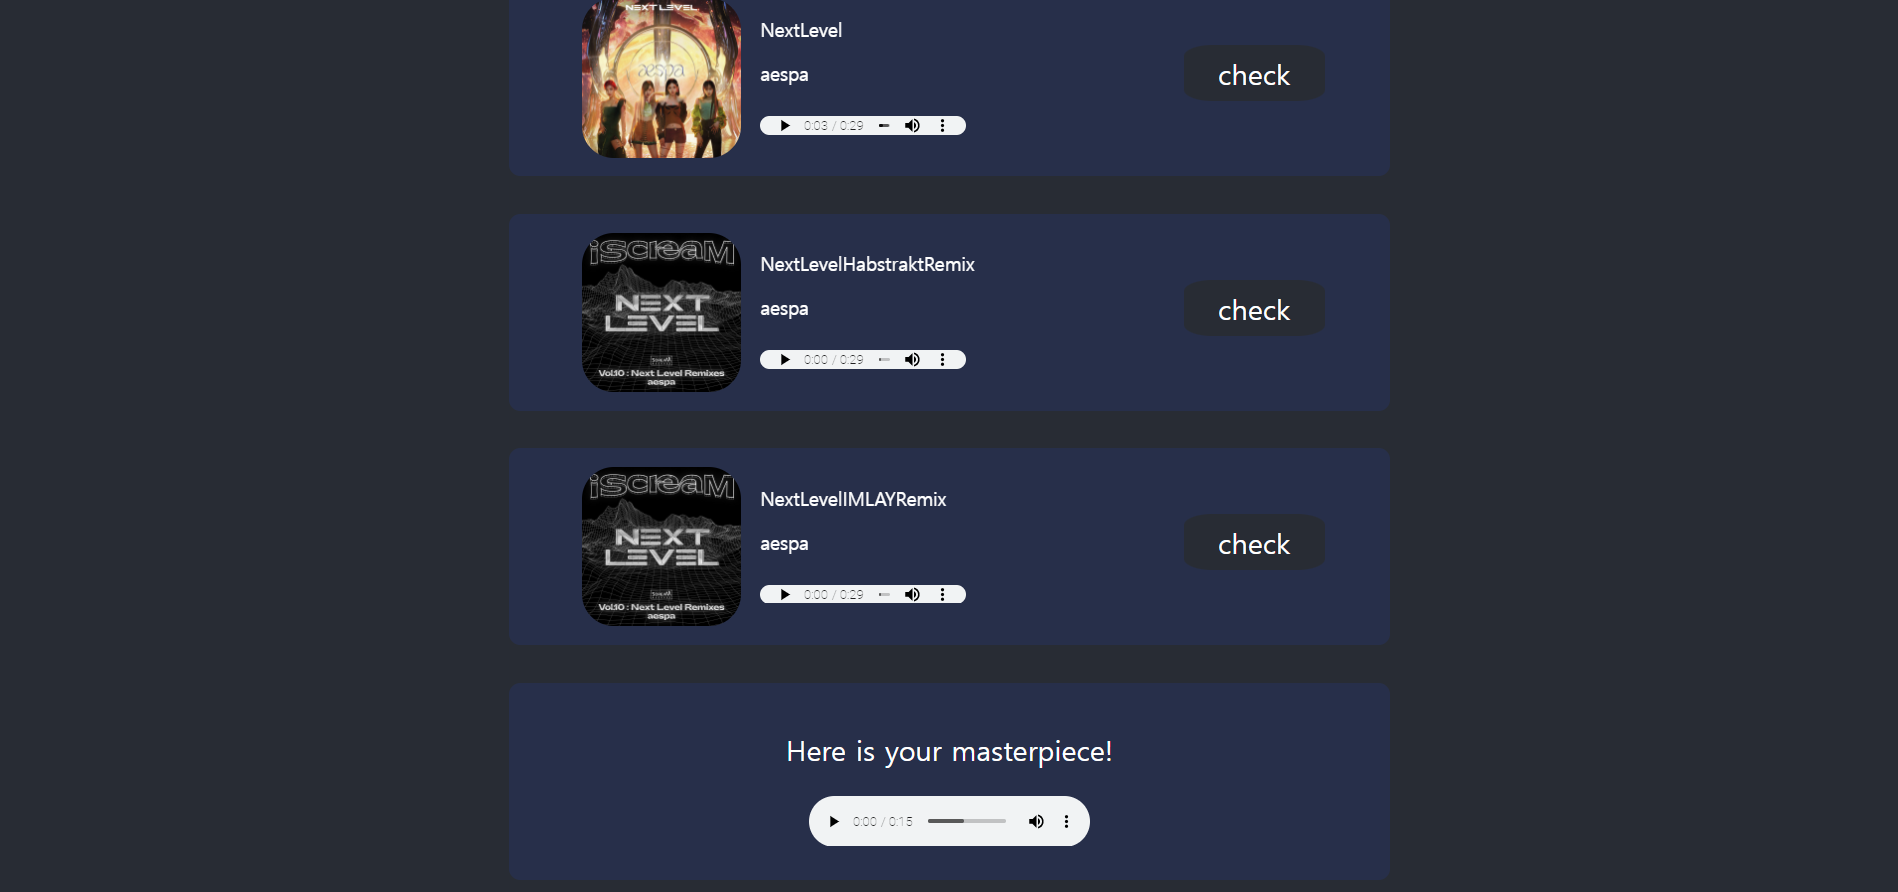 NEXT LEVEL
aespa
NextLevel
aespa
0:03 / 0:29
check
iScreaM
NEXT
LEVEL
Vol.10 : Next Level Remixes
aespa
NextLevelHabstraktRemix
aespa
0:00 / 0:29
check
iScreaM
NEXT
LEVEL
Vol.10 : Next Level Remixes
aespa
NextLevelIMLAYRemix
aespa
0:00 / 0:29
check
Here is your masterpiece!
0:00 / 0:15